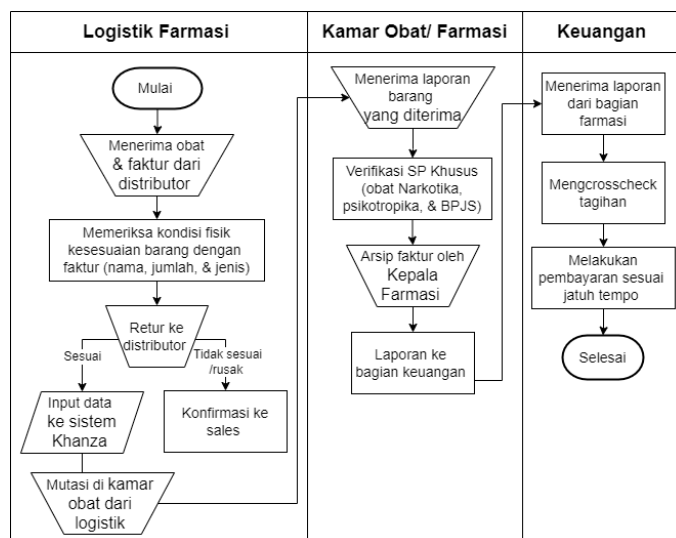 Logistik Farmasi
Mulai
Menerima obat
& faktur dari
distributor
Memeriksa kondisi fisik
kesesuaian barang dengan
faktur (nama, jumlah, & jenis)
Retur ke
distributor
Sesuai
Tidak sesuai
/rusak
Input data
ke sistem
Khanza
Konfirmasi ke
sales
Mutasi di kamar
obat dari
logistik
Kamar Obat/ Farmasi
Menerima laporan
barang
yang diterima
Verifikasi SP Khusus
(obat Narkotika,
psikotropika, & BPJS)
Arsip faktur oleh
Kepala
Farmasi
Laporan ke
bagian keuangan
Keuangan
Menerima laporan
dari bagian
farmasi
Mengcrosscheck
tagihan
Melakukan
pembayaran sesuai
jatuh tempo
Selesai